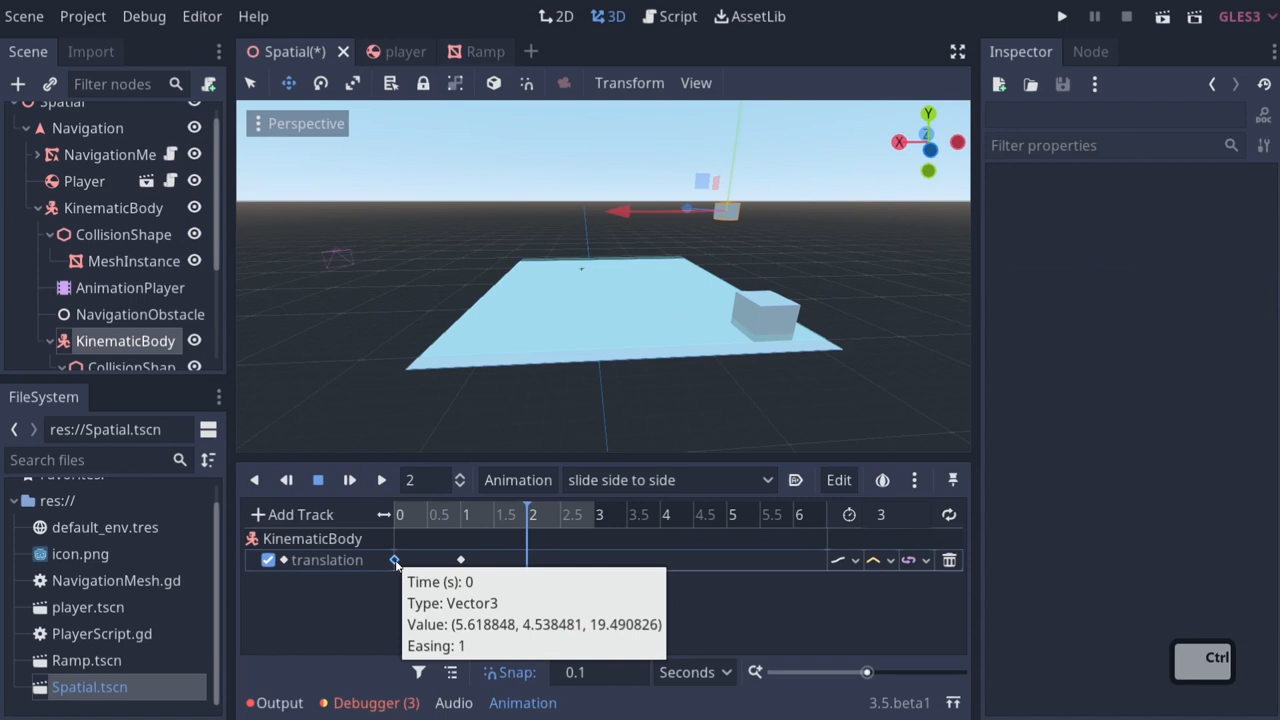 Scene Project Debug Editor Help
2D 3D Script AssetLib
GLES3
Scene Import
Spatial(*) player Ramp
Inspector Node
Filter nodes
Transform View
Spatial
Navigation
NavigationMe
Player
KinematicBody
CollisionShape
MeshInstance
AnimationPlayer
NavigationObstacle
KinematicBody
CollisionShap
Perspective
Y
X
Z
Filter properties
FileSystem
res://Spatial.tscn
Search files
Favorites:
res://
default_env.tres
icon.png
NavigationMesh.gd
player.tscn
PlayerScript.gd
Ramp.tscn
Spatial.tscn
2 Animation slide side to side Edit
Add Track 0 0.5 1 1.5 2 2.5 3 3.5 4 4.5 5 5.5 6 3
KinematicBody
translation
Time (s): 0
Type: Vector3
Value: (5.618848, 4.538481, 19.490826)
Easing: 1
Snap: 0.1 Seconds
Output Debugger (3) Audio Animation 3.5.beta1
Ctrl